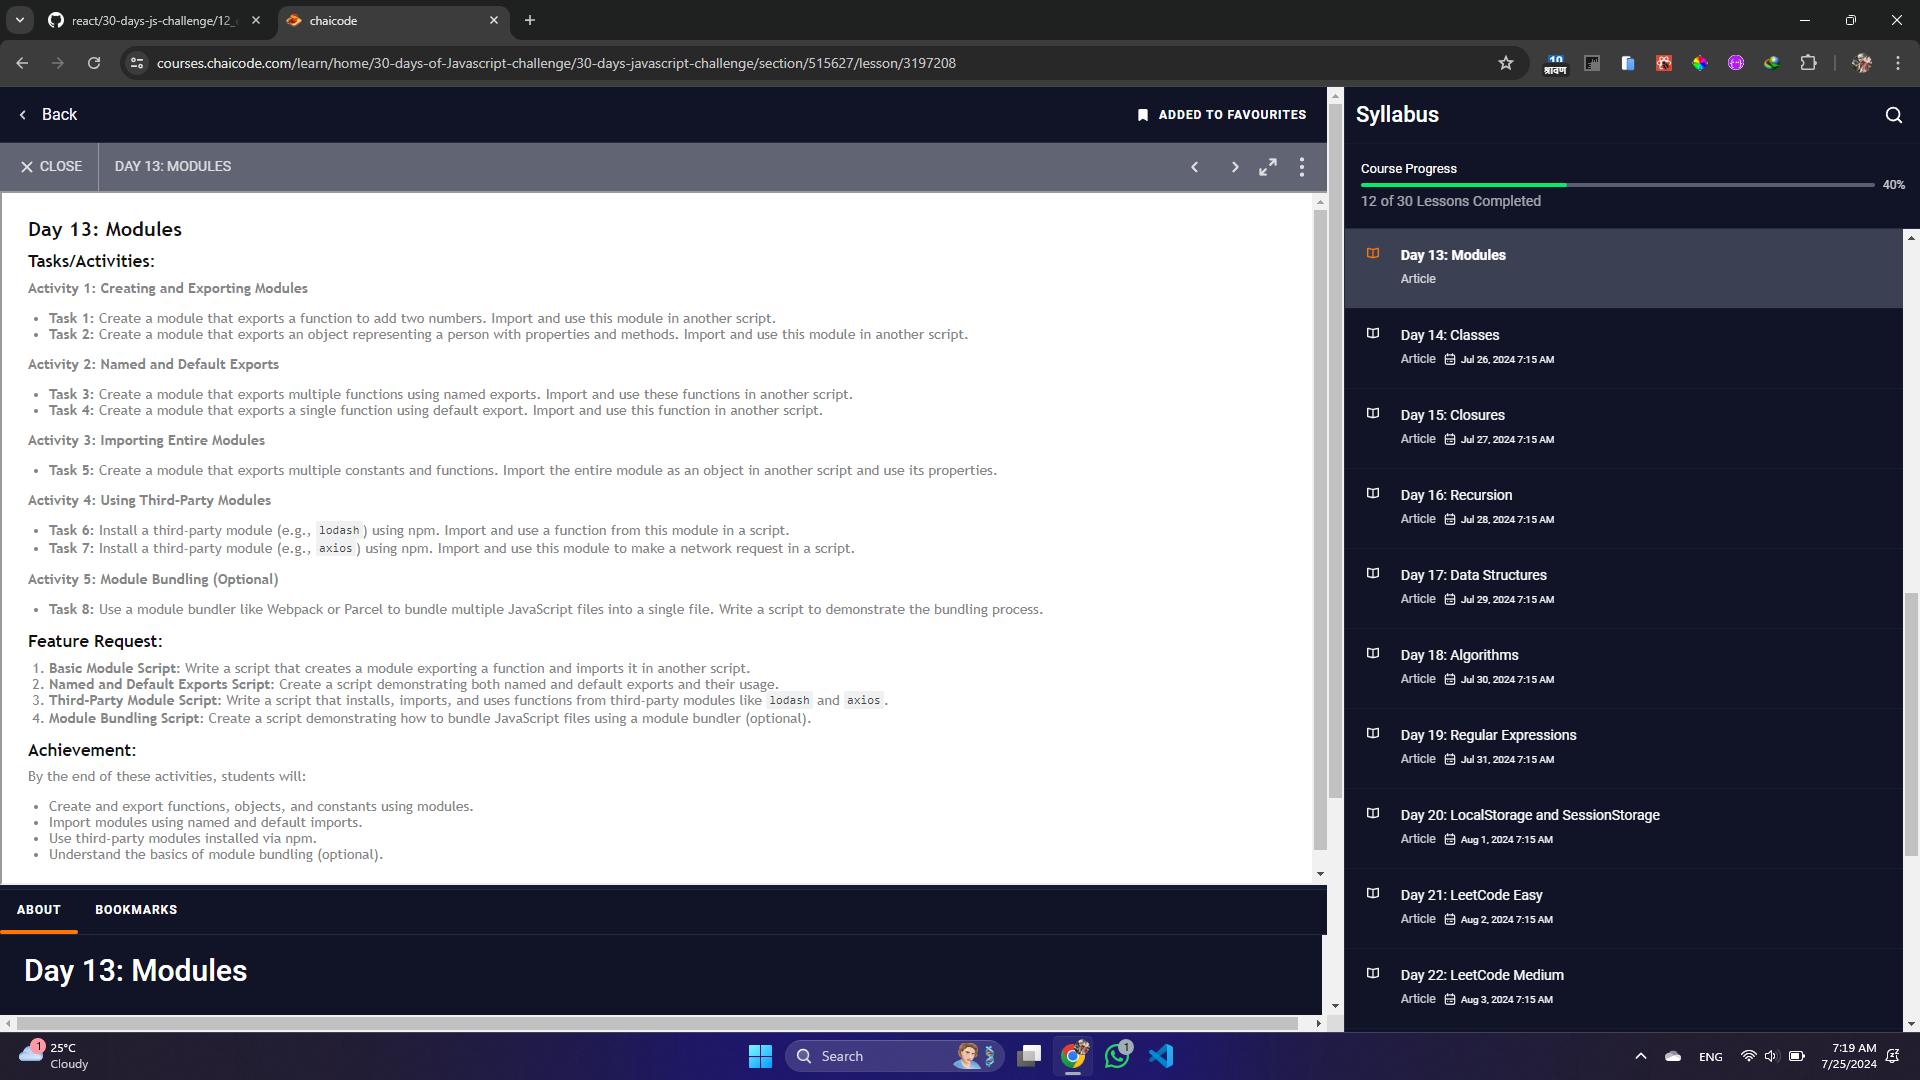 react/30-days-js-challenge/12_
chaicode
courses.chaicode.com/learn/home/30-days-of-Javascript-challenge/30-days-javascript-challenge/section/515627/lesson/3197208
10
श्रावण
Back
ADDED TO FAVOURITES
CLOSE
DAY 13: MODULES
Day 13: Modules
Tasks/Activities:
Activity 1: Creating and Exporting Modules
• Task 1: Create a module that exports a function to add two numbers. Import and use this module in another script.
• Task 2: Create a module that exports an object representing a person with properties and methods. Import and use this module in another script.
Activity 2: Named and Default Exports
• Task 3: Create a module that exports multiple functions using named exports. Import and use these functions in another script.
• Task 4: Create a module that exports a single function using default export. Import and use this function in another script.
Activity 3: Importing Entire Modules
• Task 5: Create a module that exports multiple constants and functions. Import the entire module as an object in another script and use its properties.
Activity 4: Using Third-Party Modules
• Task 6: Install a third-party module (e.g., lodash) using npm. Import and use a function from this module in a script.
• Task 7: Install a third-party module (e.g., axios) using npm. Import and use this module to make a network request in a script.
Activity 5: Module Bundling (Optional)
• Task 8: Use a module bundler like Webpack or Parcel to bundle multiple JavaScript files into a single file. Write a script to demonstrate the bundling process.
Feature Request:
1. Basic Module Script: Write a script that creates a module exporting a function and imports it in another script.
2. Named and Default Exports Script: Create a script demonstrating both named and default exports and their usage.
3. Third-Party Module Script: Write a script that installs, imports, and uses functions from third-party modules like lodash and axios.
4. Module Bundling Script: Create a script demonstrating how to bundle JavaScript files using a module bundler (optional).
Achievement:
By the end of these activities, students will:
• Create and export functions, objects, and constants using modules.
• Import modules using named and default imports.
• Use third-party modules installed via npm.
• Understand the basics of module bundling (optional).
ABOUT
BOOKMARKS
Day 13: Modules
Syllabus
Course Progress
40%
12 of 30 Lessons Completed
Day 13: Modules
Article
Day 14: Classes
Article Jul 26, 2024 7:15 AM
Day 15: Closures
Article Jul 27, 2024 7:15 AM
Day 16: Recursion
Article Jul 28, 2024 7:15 AM
Day 17: Data Structures
Article Jul 29, 2024 7:15 AM
Day 18: Algorithms
Article Jul 30, 2024 7:15 AM
Day 19: Regular Expressions
Article Jul 31, 2024 7:15 AM
Day 20: LocalStorage and SessionStorage
Article Aug 1, 2024 7:15 AM
Day 21: LeetCode Easy
Article Aug 2, 2024 7:15 AM
Day 22: LeetCode Medium
Article Aug 3, 2024 7:15 AM
1
25°C
Cloudy
Search
1
ENG
7:19 AM
7/25/2024